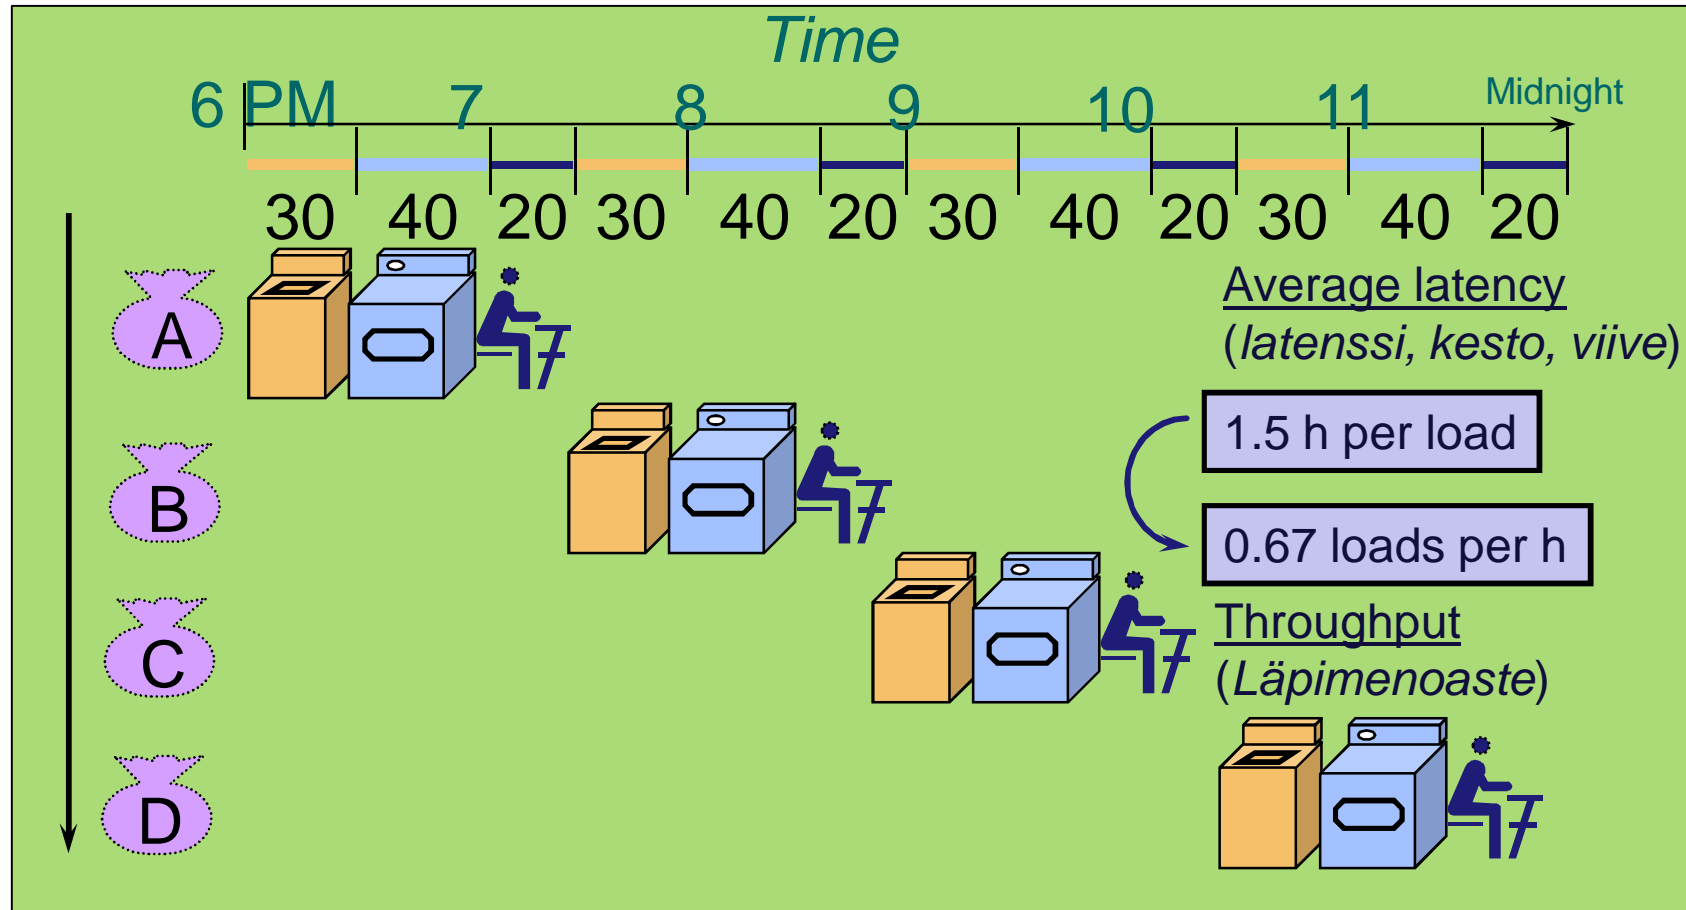 Time
6 PM 7 8 9 10 11 Midnight
30 40 20 30 40 20 30 40 20 30 40 20
A
Average latency
(latenssi, kesto, viive)
1.5 h per load
B
0.67 loads per h
C
Throughput
(Läpimenoaste)
D